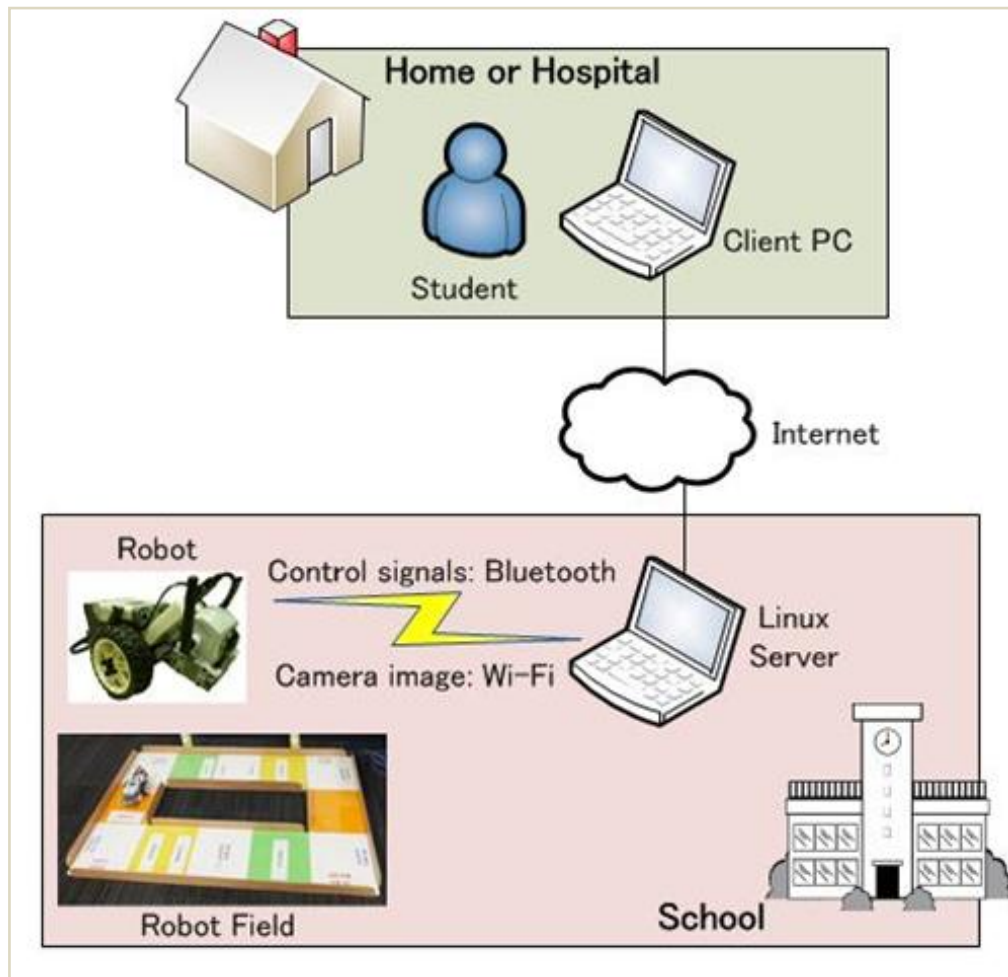 Home or Hospital
Student
Client PC
Internet
Robot
Control signals: Bluetooth
Camera image: Wi-Fi
Linux
Server
Robot Field
School